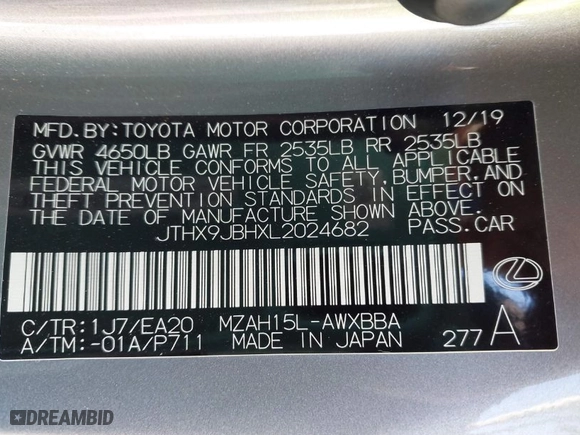 MFD.BY:TOYOTA MOTOR CORPORATION 12/19
GVWR 4650LB GAWR FR 2535LB RR 2535LB
THIS VEHICLE CONFORMS TO ALL APPLICABLE
FEDERAL MOTOR VEHICLE SAFETY,BUMPER,AND
THEFT PREVENTION STANDARDS IN EFFECT ON
THE DATE OF MANUFACTURE SHOWN ABOVE.
JTHX9JBHXL2024682 PASS.CAR
C/TR:1J7/EA20 MZAH15L-AWXBBA
A/TM:-01A/P711 MADE IN JAPAN 277 A
DREAMBID